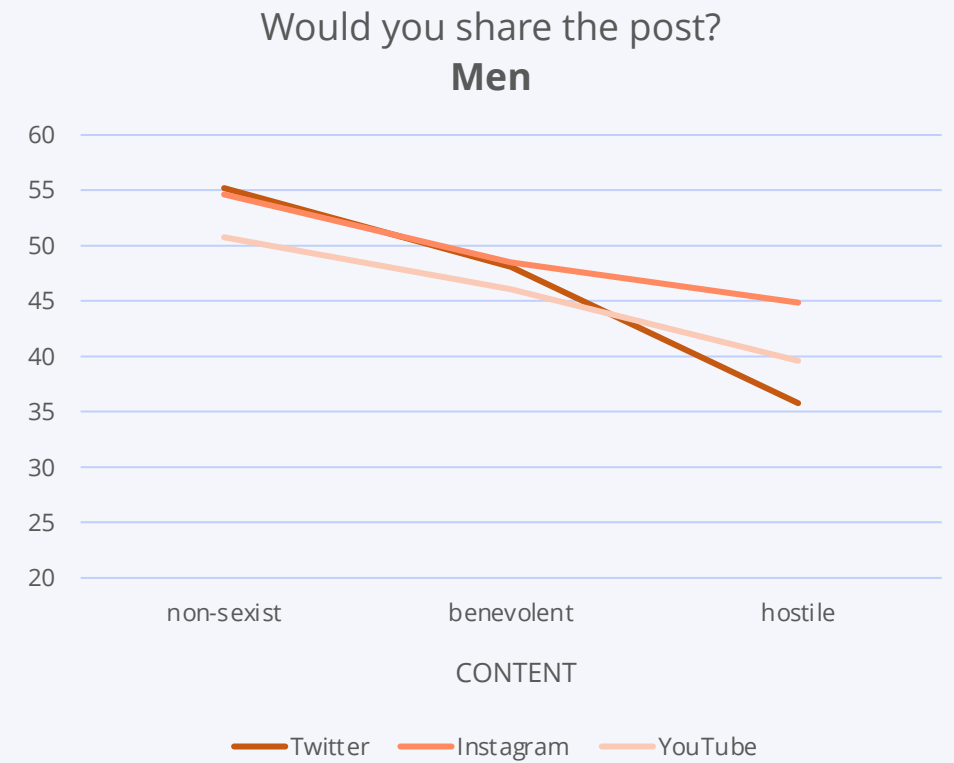 Would you share the post?
Men
60
55
50
45
40
35
30
25
20
non-sexist benevolent hostile
CONTENT
Twitter Instagram YouTube